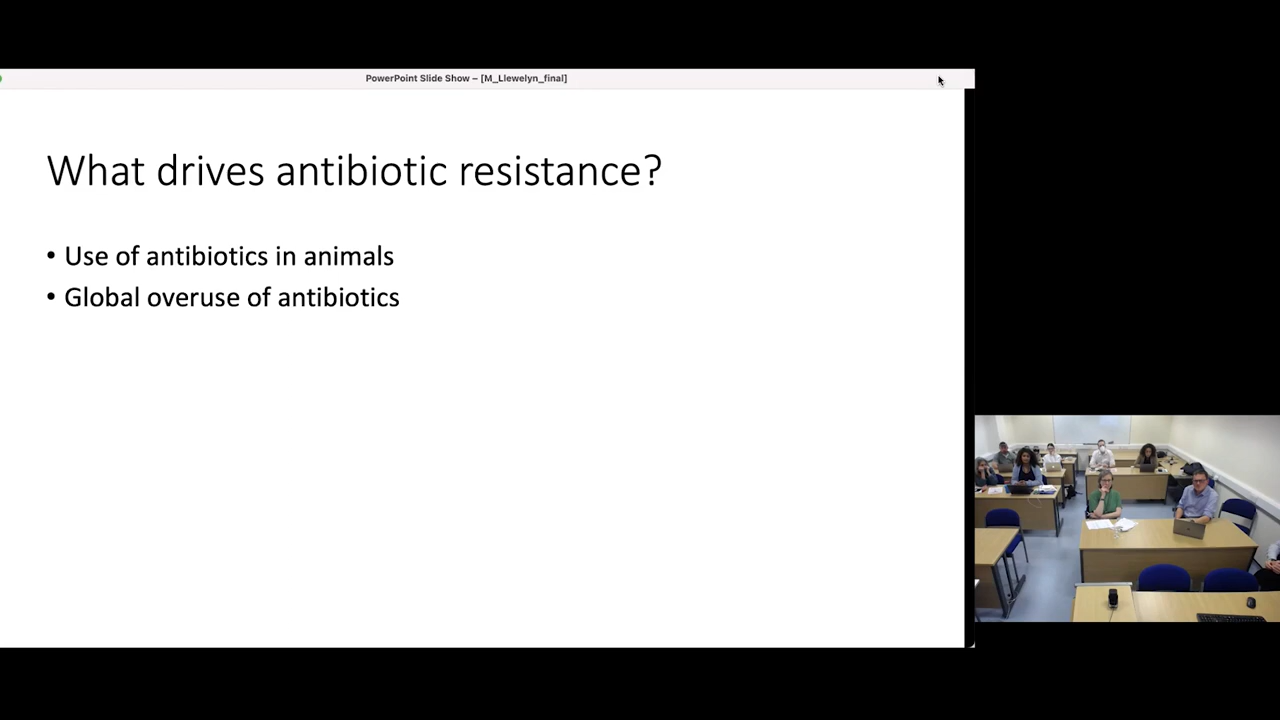 PowerPoint Slide Show – [M_Llewelyn_final]
What drives antibiotic resistance?
• Use of antibiotics in animals
• Global overuse of antibiotics